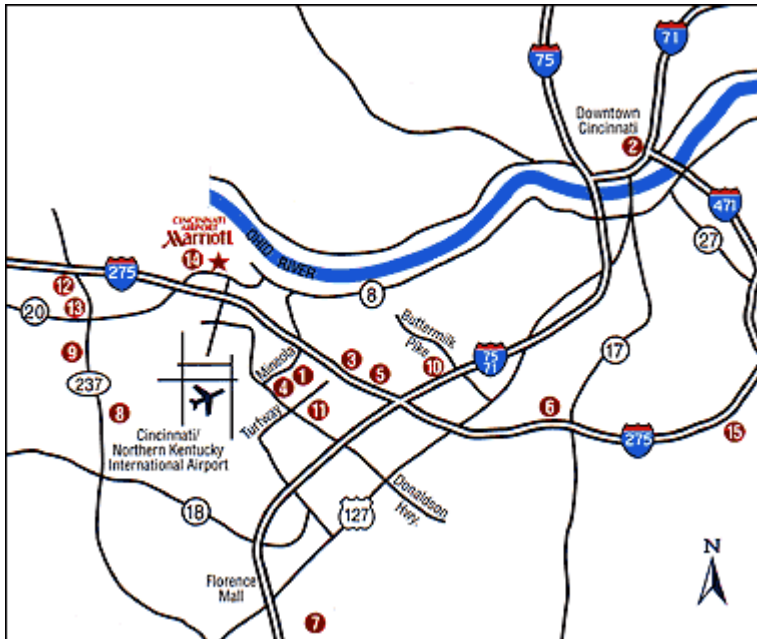 71
75
Downtown
Cincinnati
2
471
CINCINNATI
AIRPORT
Marriott
OHIO RIVER
27
14
275
12
13
20
8
Buttermilk
Pike
75
71
17
9
237
Mineola
3
5
10
4
1
11
6
8
Turfway
Cincinnati/
Northern Kentucky
International Airport
275
15
18
127
Donaldson
Hwy.
N
Florence
Mall
7